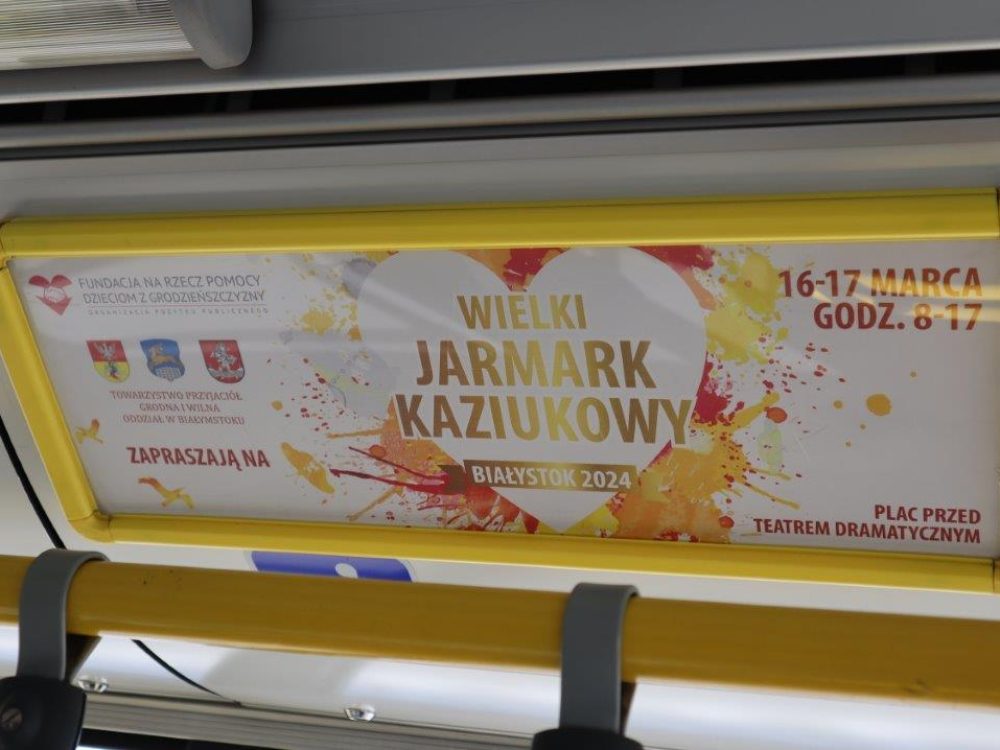 FUNDACJA NA RZECZ POMOCY
DZIECIOM Z GRODZIEŃSZCZYZNY
ORGANIZACJA POŻYTKU PUBLICZNEGO
TOWARZYSTWO PRZYJACIÓŁ
GRODNA I WILNA
ODDZIAŁ W BIAŁYMSTOKU
ZAPRASZAJĄ NA
WIELKI
JARMARK
KAZIUKOWY
BIAŁYSTOK 2024
16-17 MARCA
GODZ. 8-17
PLAC PRZED
TEATREM DRAMATYCZNYM